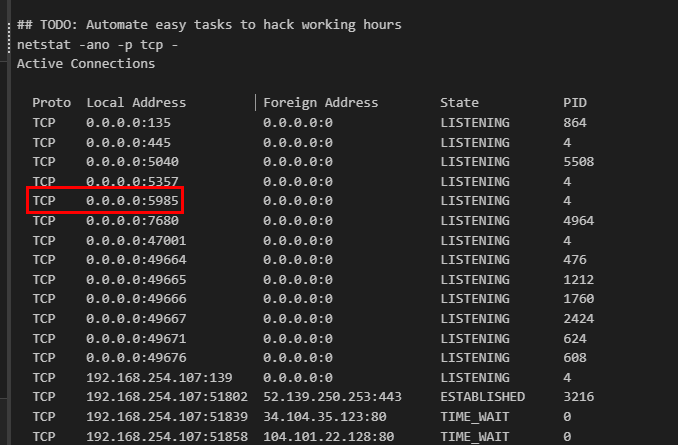 ## TODO: Automate easy tasks to hack working hours
netstat -ano -p tcp -
Active Connections
Proto Local Address Foreign Address State PID
TCP 0.0.0.0:135 0.0.0.0:0 LISTENING 864
TCP 0.0.0.0:445 0.0.0.0:0 LISTENING 4
TCP 0.0.0.0:5040 0.0.0.0:0 LISTENING 5508
TCP 0.0.0.0:5357 0.0.0.0:0 LISTENING 4
TCP 0.0.0.0:5985 0.0.0.0:0 LISTENING 4
TCP 0.0.0.0:7680 0.0.0.0:0 LISTENING 4964
TCP 0.0.0.0:47001 0.0.0.0:0 LISTENING 4
TCP 0.0.0.0:49664 0.0.0.0:0 LISTENING 476
TCP 0.0.0.0:49665 0.0.0.0:0 LISTENING 1212
TCP 0.0.0.0:49666 0.0.0.0:0 LISTENING 1760
TCP 0.0.0.0:49667 0.0.0.0:0 LISTENING 2424
TCP 0.0.0.0:49671 0.0.0.0:0 LISTENING 624
TCP 0.0.0.0:49676 0.0.0.0:0 LISTENING 608
TCP 192.168.254.107:139 0.0.0.0:0 LISTENING 4
TCP 192.168.254.107:51802 52.139.250.253:443 ESTABLISHED 3216
TCP 192.168.254.107:51839 34.104.35.123:80 TIME_WAIT 0
TCP 192.168.254.107:51858 104.101.22.128:80 TIME_WAIT 0